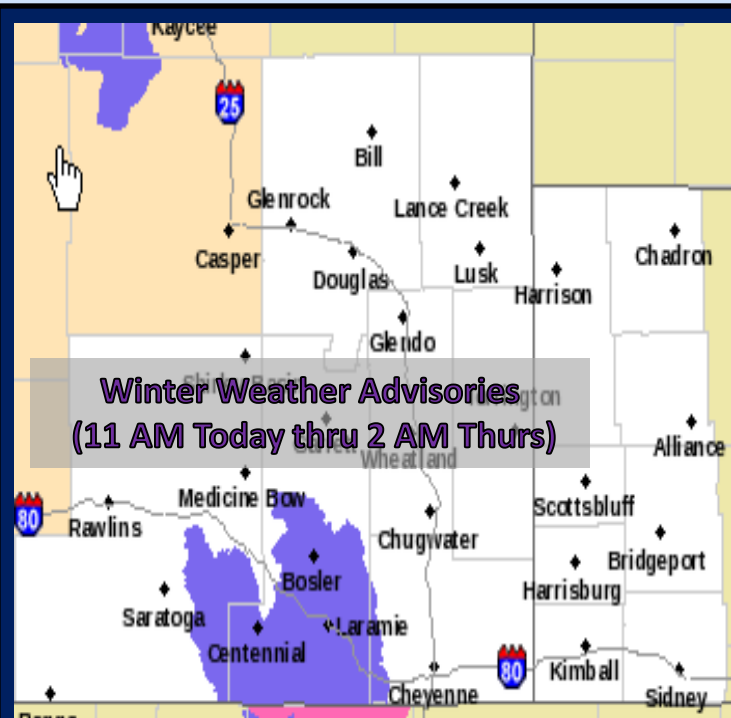 Kaycee
25
Bill
Glenrock
Lance Creek
Casper
Douglas
Lusk
Chadron
Harrison
Glendo
Winter Weather Advisories
(11 AM Today thru 2 AM Thurs)
Wheatland
Alliance
80
Rawlins
Medicine Bow
Scottsbluff
Chugwater
Bridgeport
Bosler
Harrisburg
Saratoga
Laramie
Centennial
80
Kimball
Cheyenne
Sidney